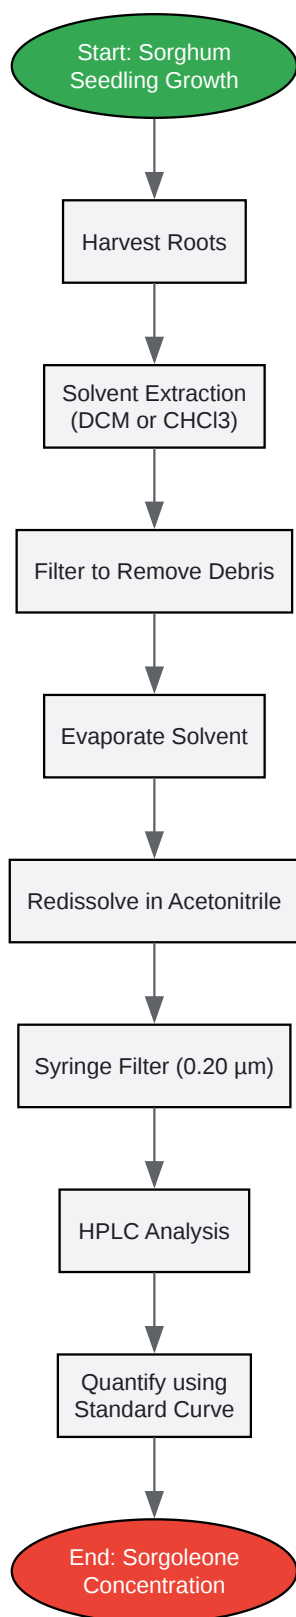 Start: Sorghum
Seedling Growth
Harvest Roots
Solvent Extraction
(DCM or CHCl3)
Filter to Remove Debris
Evaporate Solvent
Redissolve in Acetonitrile
Syringe Filter (0.20 µm)
HPLC Analysis
Quantify using
Standard Curve
End: Sorgoleone
Concentration